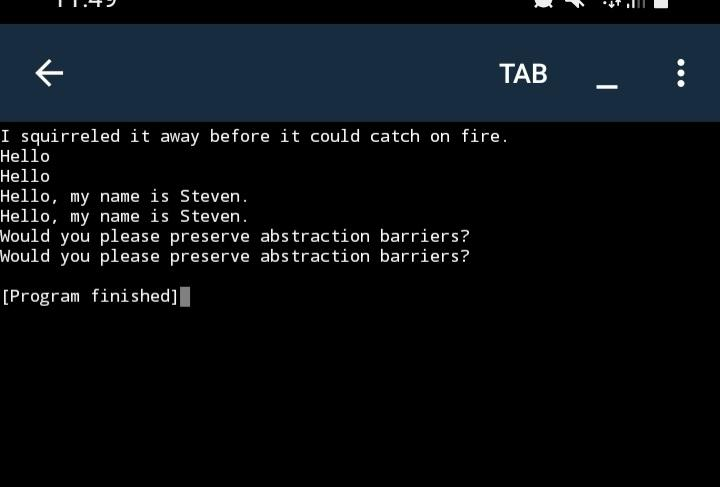 11:49
TAB
I squirreled it away before it could catch on fire.
Hello
Hello
Hello, my name is Steven.
Hello, my name is Steven.
Would you please preserve abstraction barriers?
Would you please preserve abstraction barriers?
[Program finished]